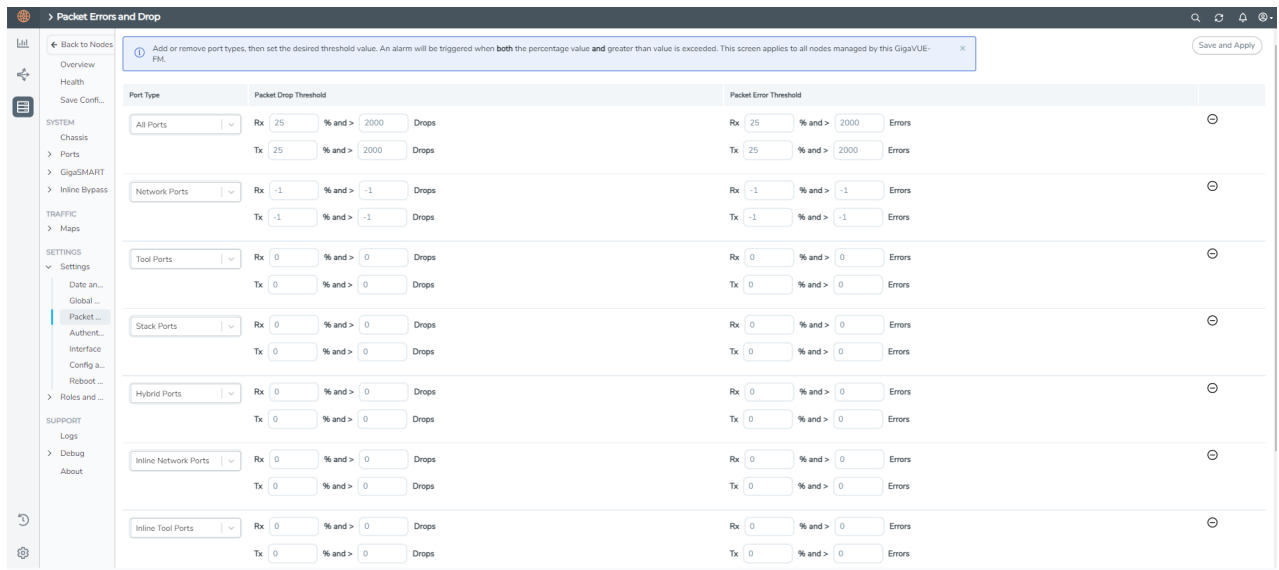 > Packet Errors and Drop
← Back to Nodes
Overview
Health
Save Confi...
SYSTEM
Chassis
> Ports
> GigaSMART
> Inline Bypass
TRAFFIC
> Maps
SETTINGS
Settings
Date an...
Global ...
Packet ...
Authent...
Interface
Config a...
Reboot ...
> Roles and ...
SUPPORT
Logs
> Debug
About
Add or remove port types, then set the desired threshold value. An alarm will be triggered when both the percentage value and greater than value is exceeded. This screen applies to all nodes managed by this GigaVUE-
FM.
Save and Apply
Port Type Packet Drop Threshold Packet Error Threshold
All Ports Rx 25 % and > 2000 Drops Rx 25 % and > 2000 Errors
Tx 25 % and > 2000 Drops Tx 25 % and > 2000 Errors
Network Ports Rx -1 % and > -1 Drops Rx -1 % and > -1 Errors
Tx -1 % and > -1 Drops Tx -1 % and > -1 Errors
Tool Ports Rx 0 % and > 0 Drops Rx 0 % and > 0 Errors
Tx 0 % and > 0 Drops Tx 0 % and > 0 Errors
Stack Ports Rx 0 % and > 0 Drops Rx 0 % and > 0 Errors
Tx 0 % and > 0 Drops Tx 0 % and > 0 Errors
Hybrid Ports Rx 0 % and > 0 Drops Rx 0 % and > 0 Errors
Tx 0 % and > 0 Drops Tx 0 % and > 0 Errors
Inline Network Ports Rx 0 % and > 0 Drops Rx 0 % and > 0 Errors
Tx 0 % and > 0 Drops Tx 0 % and > 0 Errors
Inline Tool Ports Rx 0 % and > 0 Drops Rx 0 % and > 0 Errors
Tx 0 % and > 0 Drops Tx 0 % and > 0 Errors